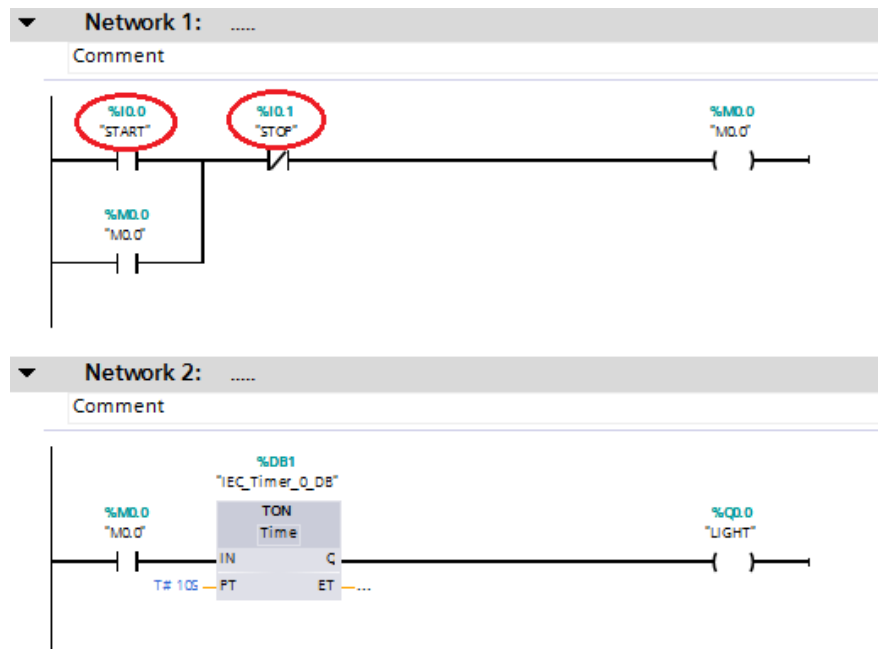 Network 1: .....
Comment
%I0.0 %I0.1 %M0.0
"START" "STOP" "M0.0"
%M0.0
"M0.0"
Network 2: .....
Comment
%DB1
"IEC_Timer_0_DB"
%M0.0 TON %Q0.0
"M0.0" Time "LIGHT"
IN Q
T# 10S PT ET ...